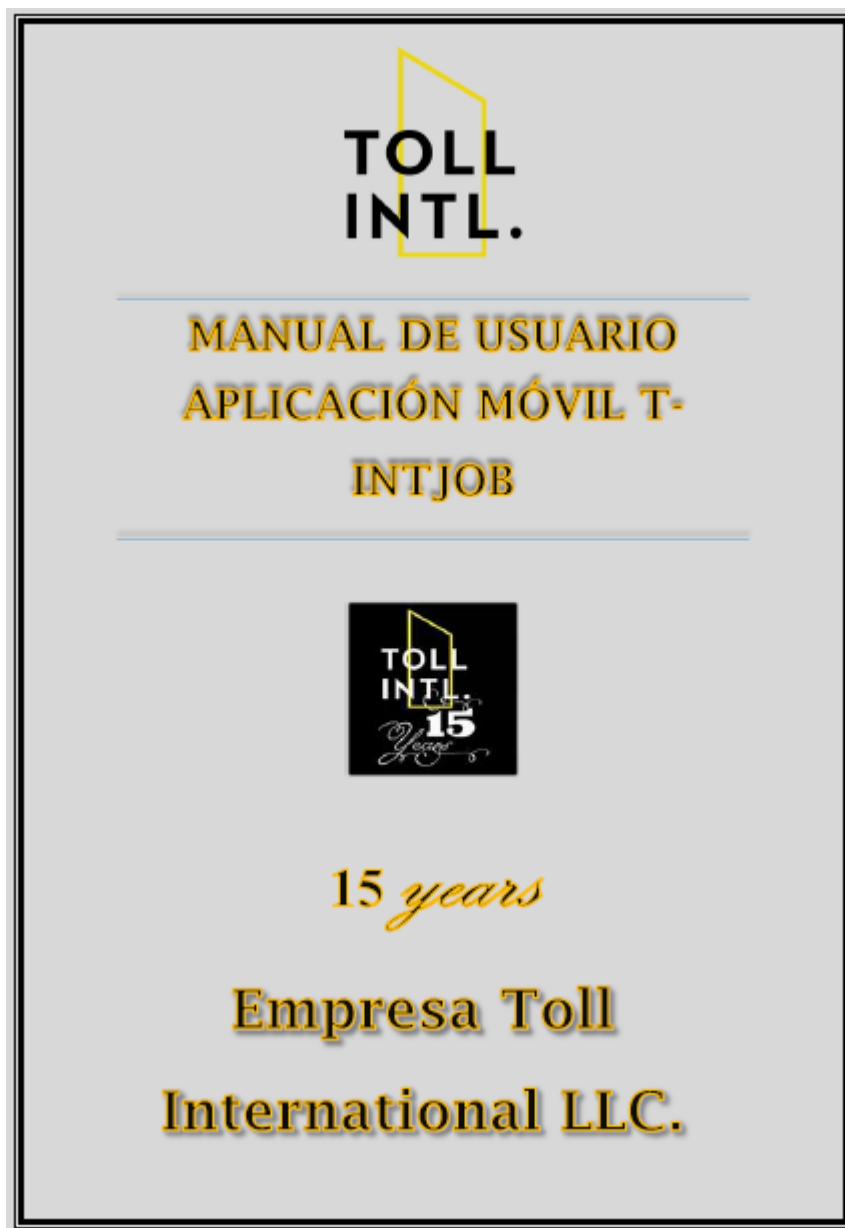 TOLL
INTL.
MANUAL DE USUARIO
APLICACIÓN MÓVIL T-
INTJOB
TOLL
INTL.
15
Years
15 years
Empresa Toll
International LLC.